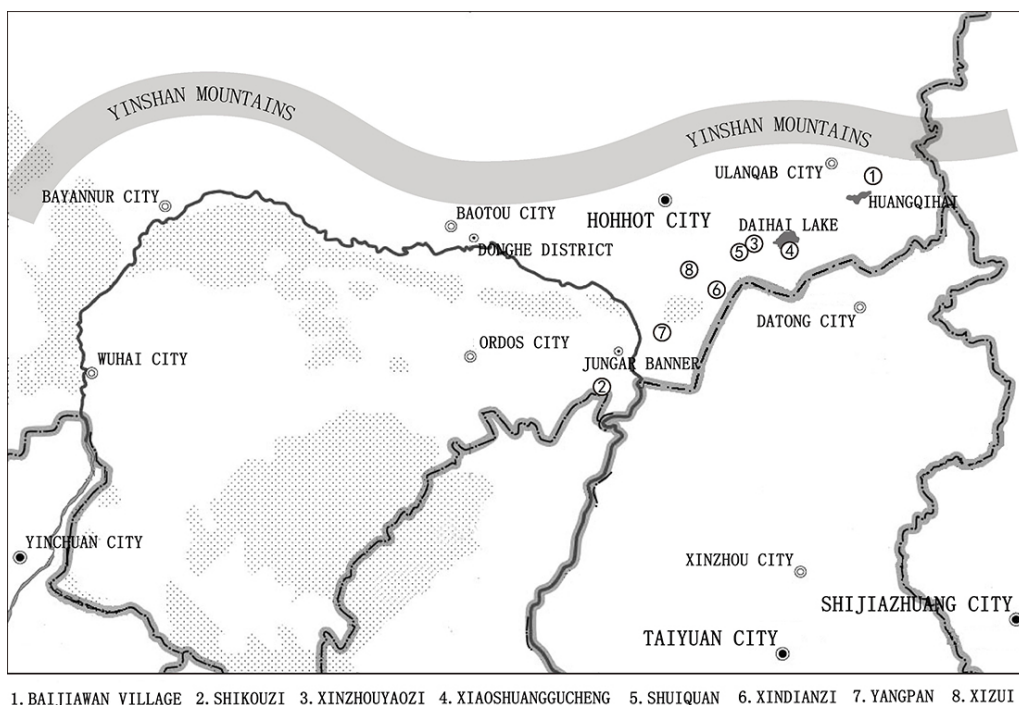 YINSHAN MOUNTAINS
YINSHAN MOUNTAINS
ULANQAB CITY
1
BAYANNUR CITY
HUANGQIHAI
BAOTOU CITY
HOHHOT CITY
DAIHAI LAKE
DONGHE DISTRICT
5
3
4
8
6
DATONG CITY
7
ORDOS CITY
WUHAI CITY
JUNGAR BANNER
2
YINCHUAN CITY
XINZHOU CITY
SHIJIAZHUANG CITY
TAIYUAN CITY
1. BAIJIAWAN VILLAGE 2. SHIKOUZI 3. XINZHOUYAOZI 4. XIAOSHUANGGUCHENG 5. SHUIQUAN 6. XINDIANZI 7. YANGPAN 8. XIZUI